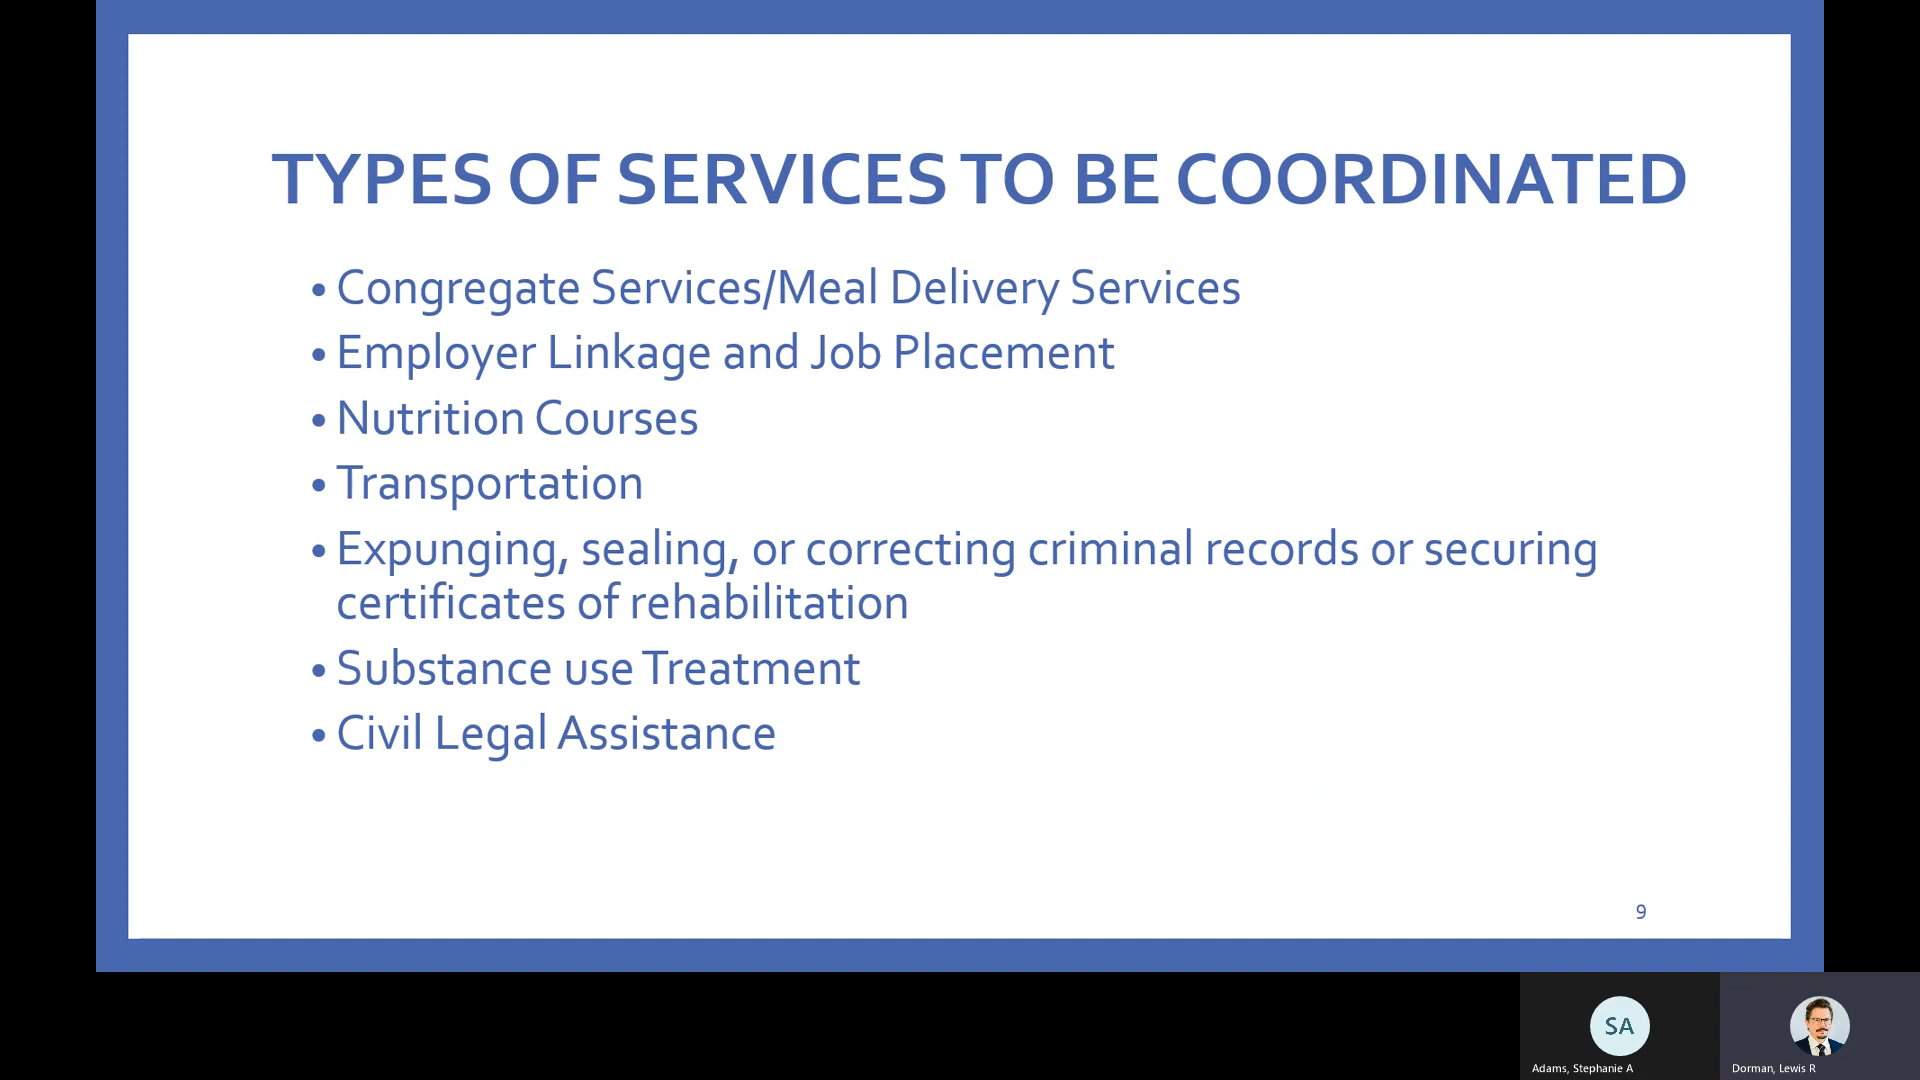 TYPES OF SERVICES TO BE COORDINATED
• Congregate Services/Meal Delivery Services
• Employer Linkage and Job Placement
• Nutrition Courses
• Transportation
• Expunging, sealing, or correcting criminal records or securing
certificates of rehabilitation
• Substance use Treatment
• Civil Legal Assistance
9
SA
Adams, Stephanie A
Dorman, Lewis R